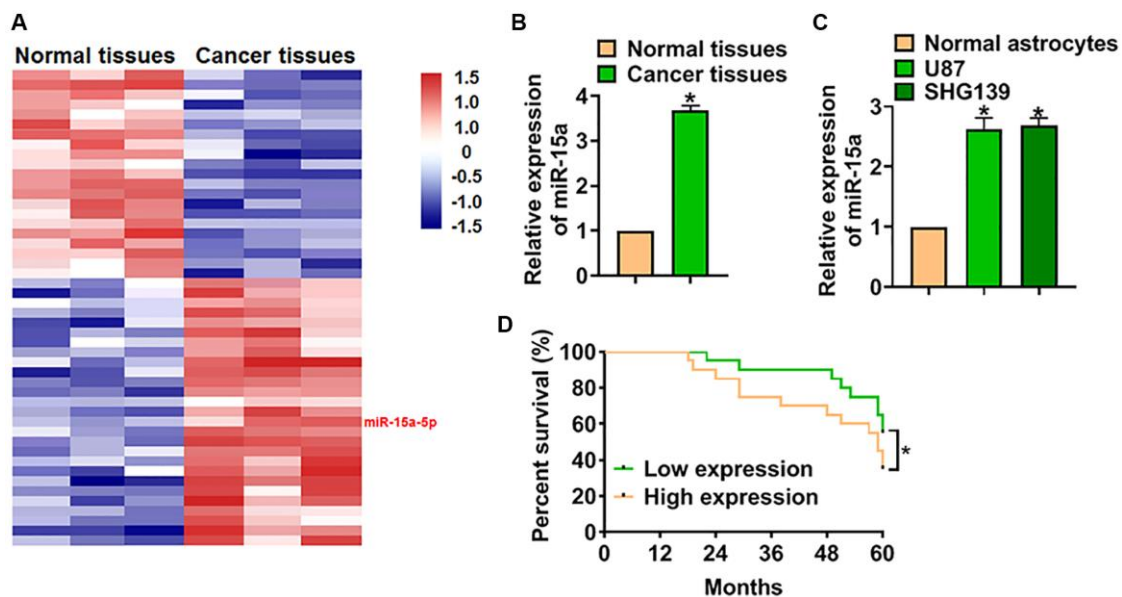 A
Normal tissues Cancer tissues
1.5
1.0
1.0
0
-0.5
-1.0
-1.5
miR-15a-5p
B
Normal tissues
Cancer tissues
Relative expression
of miR-15a
4
3
2
1
0
*
C
Normal astrocytes
U87
SHG139
Relative expression
of miR-15a
3
2
1
0
* *
D
Percent survival (%)
100
80
60
40
20
0
Low expression
High expression
*
0 12 24 36 48 60
Months